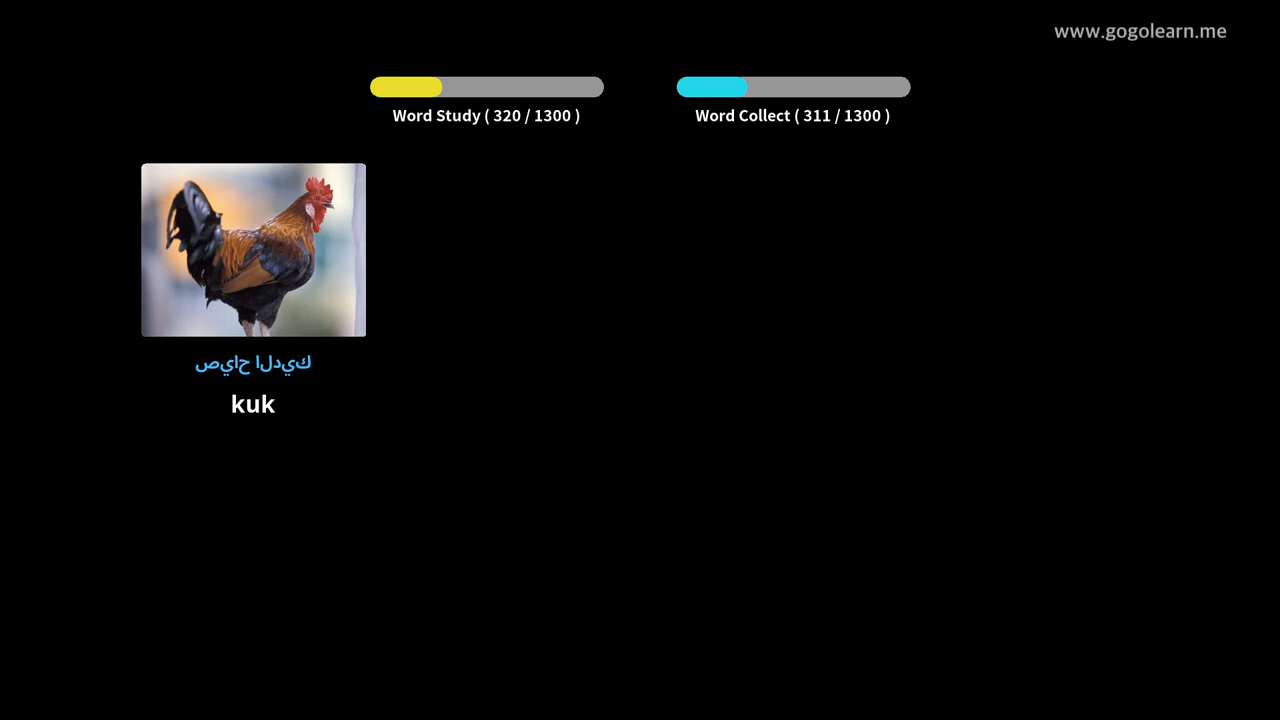 www.gogolearn.me
Word Study ( 320 / 1300 )
Word Collect ( 311 / 1300 )
صياح الديك
kuk